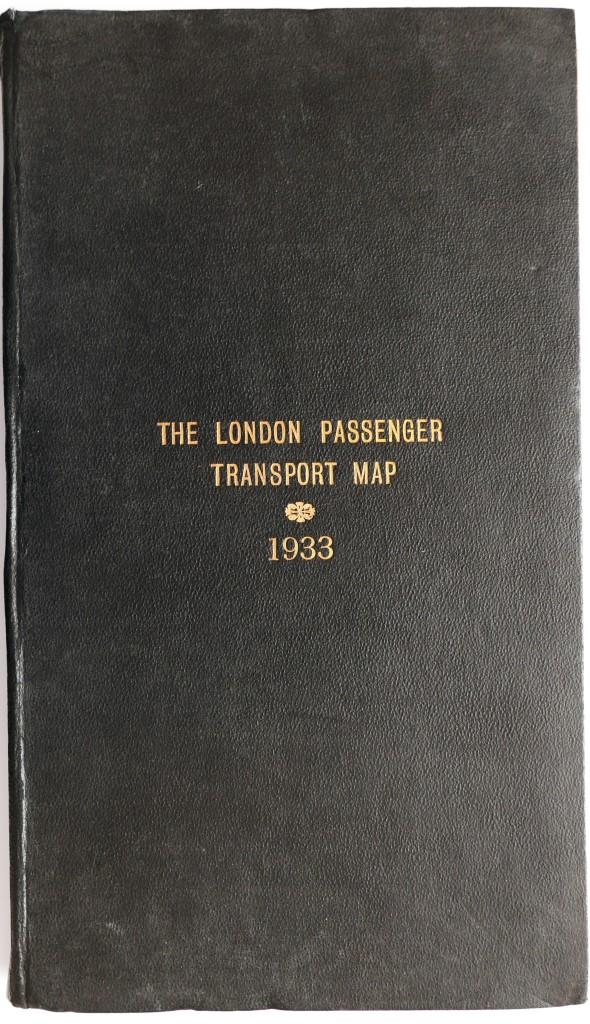 THE LONDON PASSENGER
TRANSPORT MAP
1933